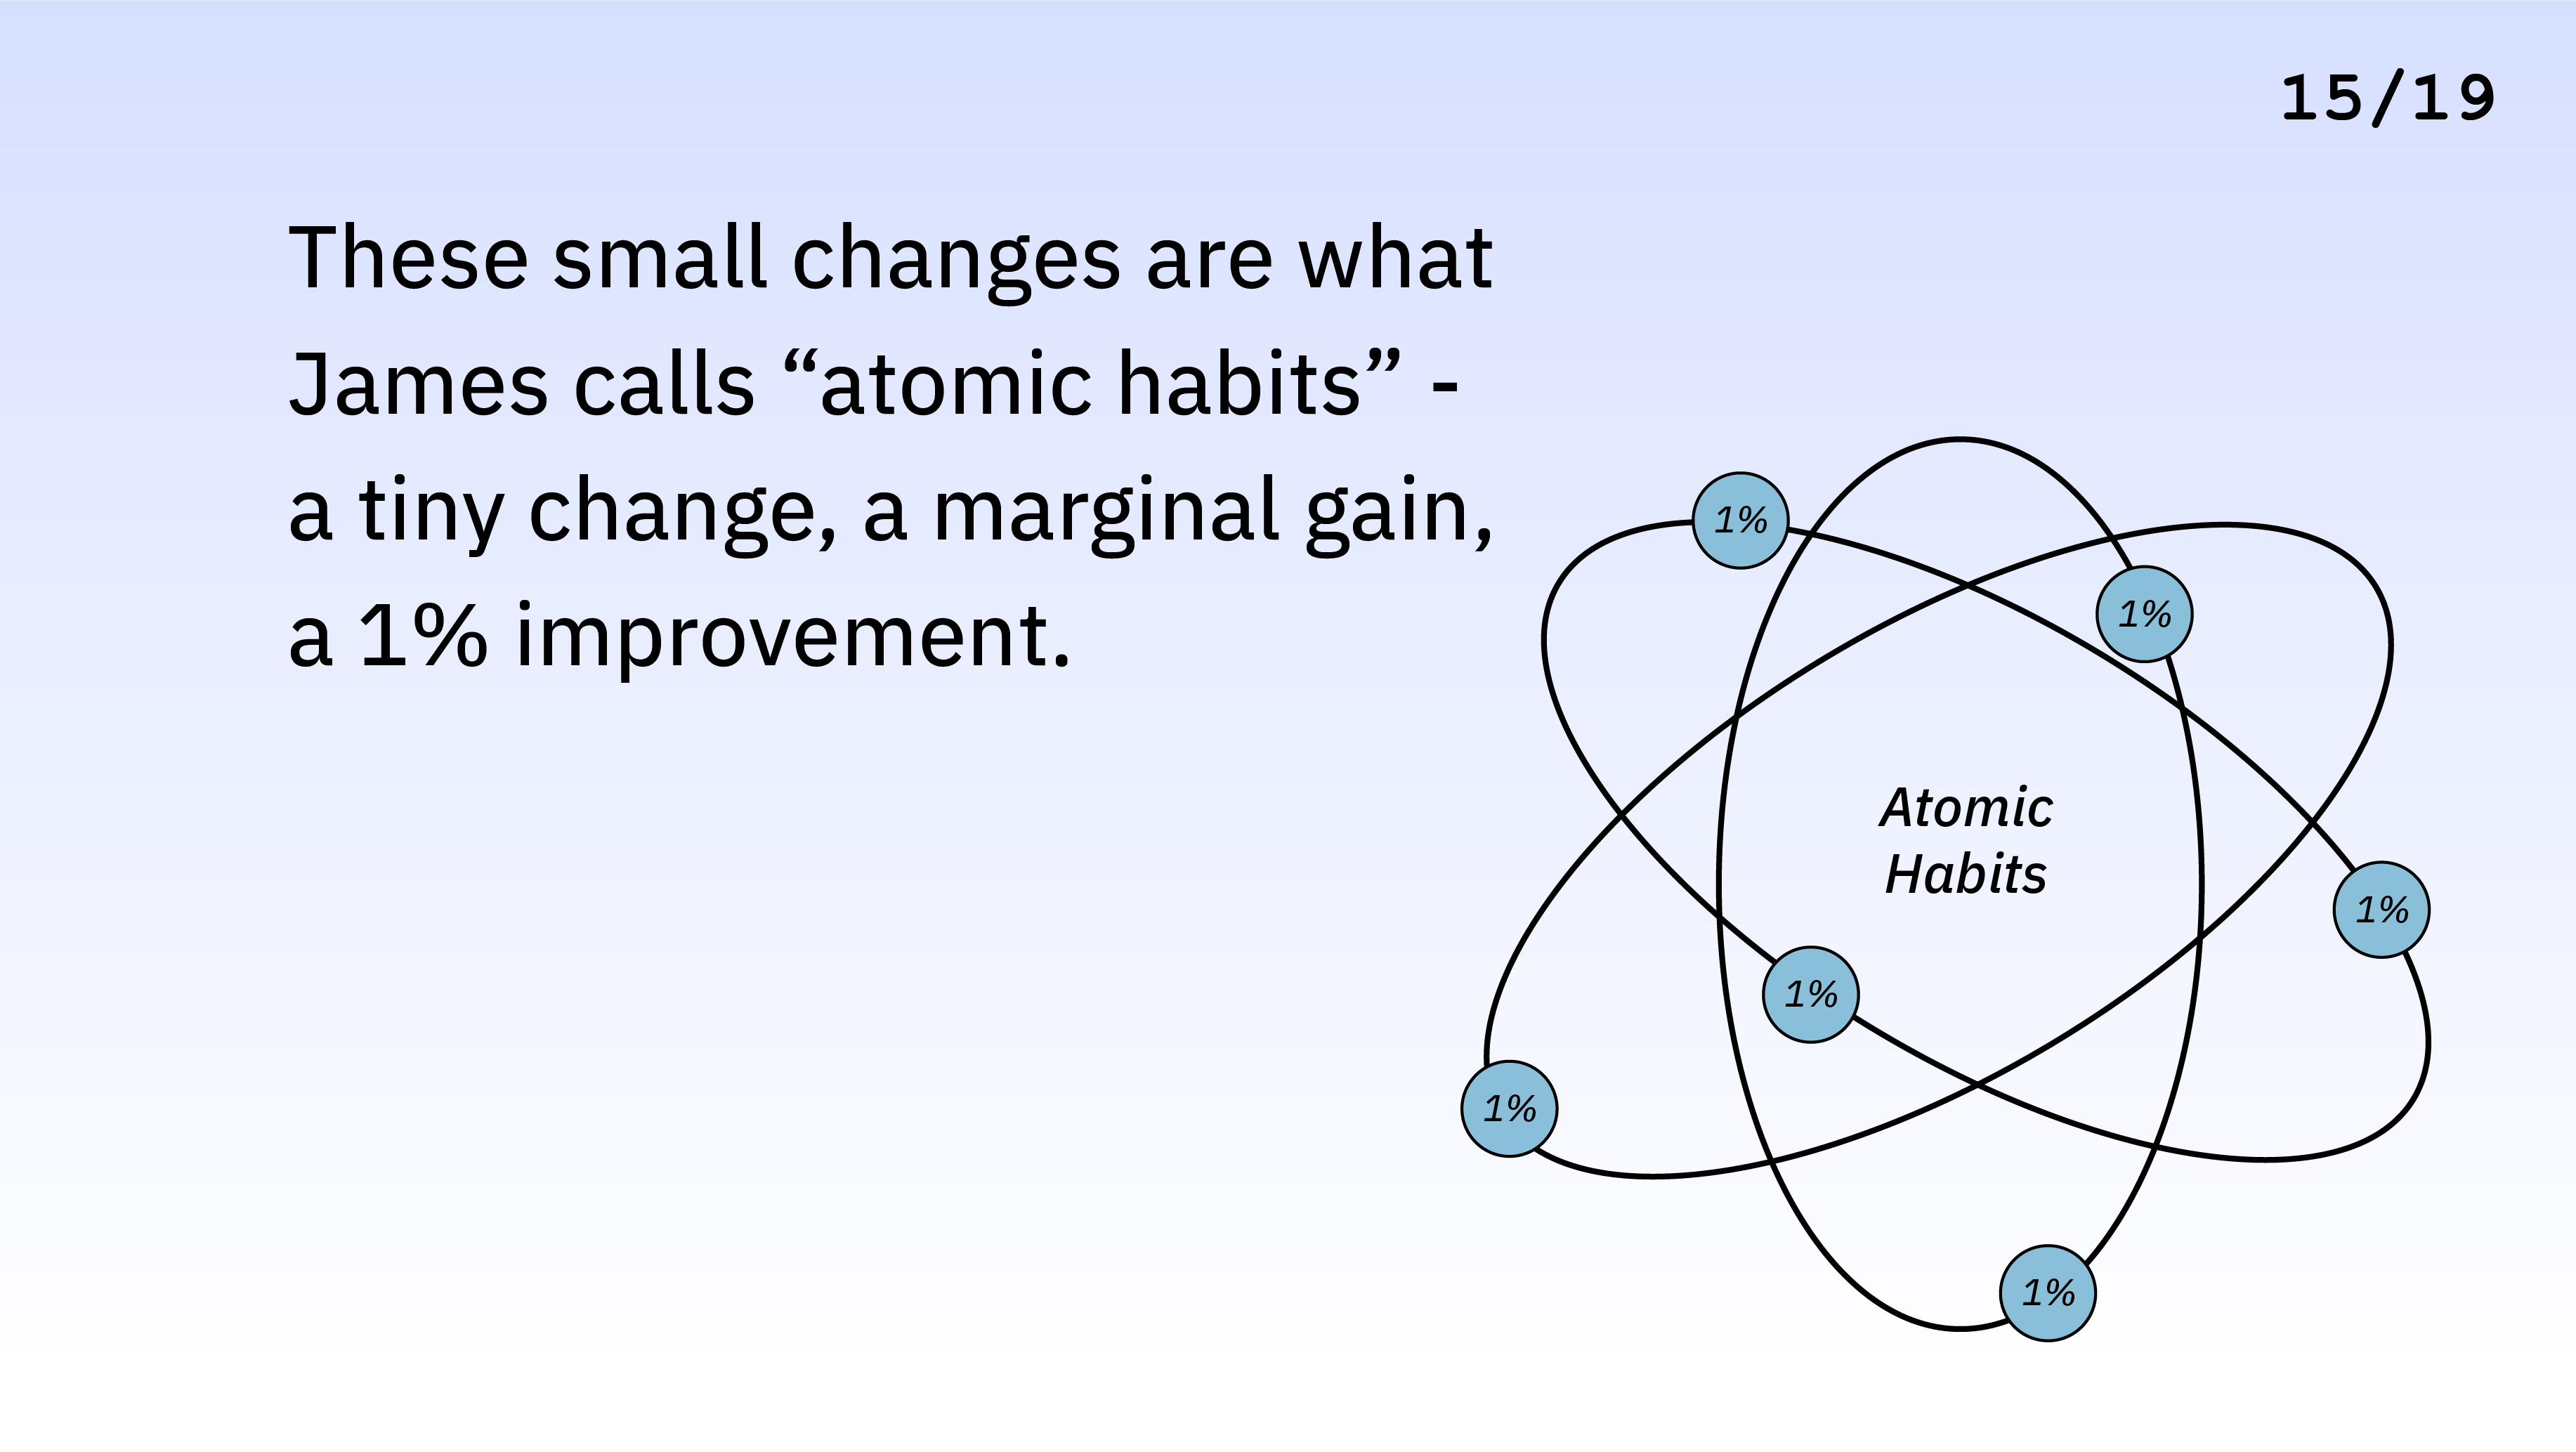 15/19
These small changes are what
James calls “atomic habits” -
a tiny change, a marginal gain,
a 1% improvement.
1%
1%
Atomic
Habits
1%
1%
1%
1%